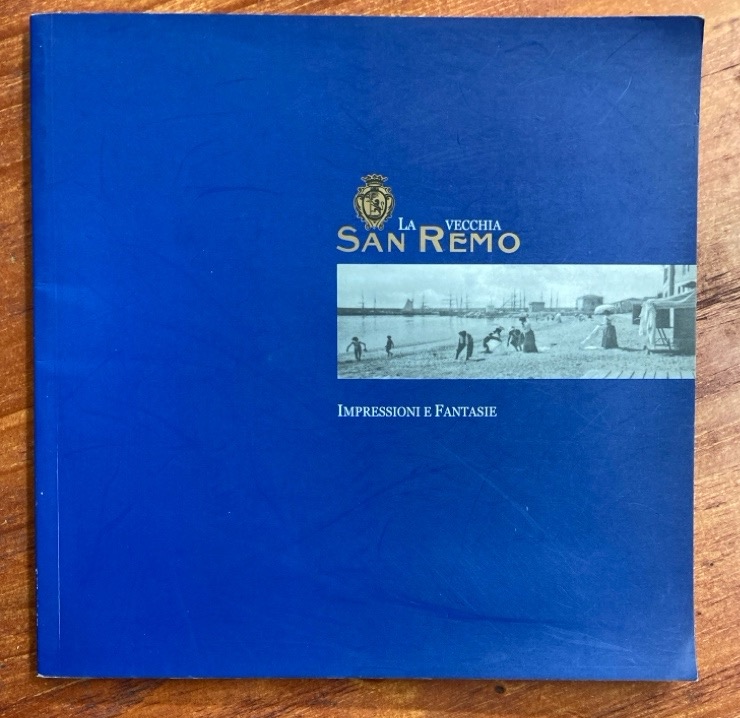 LA VECCHIA
SAN REMO
IMPRESSIONI E FANTASIE